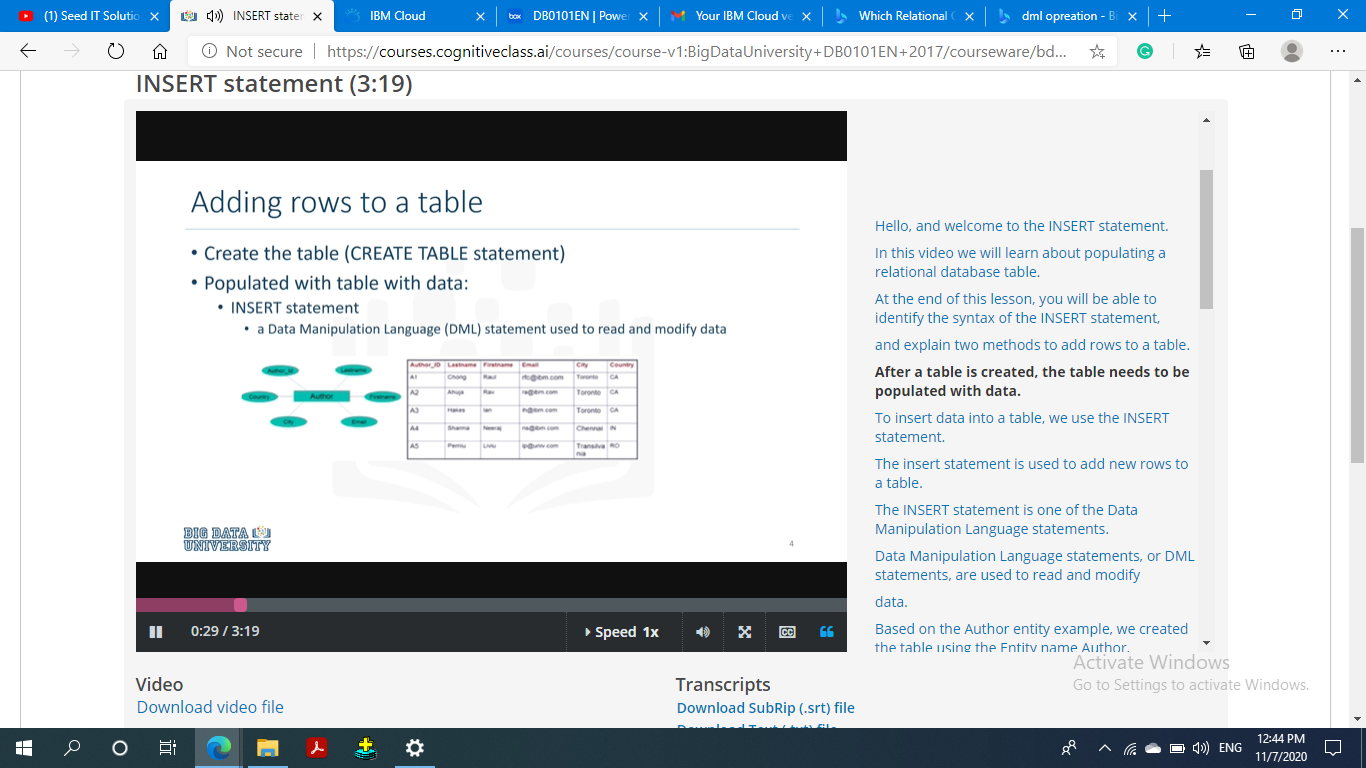 (1) Seed IT Solutio
INSERT stater
IBM Cloud
box DB0101EN | Powe
Your IBM Cloud ve
Which Relational C
dml opreation - Bi
Not secure | https://courses.cognitiveclass.ai/courses/course-v1:BigDataUniversity+DB0101EN+2017/courseware/bd...
INSERT statement (3:19)
Adding rows to a table
• Create the table (CREATE TABLE statement)
• Populated with table with data:
• INSERT statement
• a Data Manipulation Language (DML) statement used to read and modify data
Author_Id
Lastname
Country
Author
Firstname
City
Email
Author_ID Lastname Firstname Email City Country
A1 Chong Raul rfc@ibm.com Toronto CA
A2 Ahuja Rav ra@ibm.com Toronto CA
A3 Hakes Ian ih@ibm.com Toronto CA
A4 Sharma Neeraj ns@ibm.com Chennai IN
A5 Perniu Liviu lp@univ.com Transilva RO
nia
BIG DATA
UNIVERSITY
4
0:29 / 3:19
Speed 1x
CC
Hello, and welcome to the INSERT statement.
In this video we will learn about populating a
relational database table.
At the end of this lesson, you will be able to
identify the syntax of the INSERT statement,
and explain two methods to add rows to a table.
After a table is created, the table needs to be
populated with data.
To insert data into a table, we use the INSERT
statement.
The insert statement is used to add new rows to
a table.
The INSERT statement is one of the Data
Manipulation Language statements.
Data Manipulation Language statements, or DML
statements, are used to read and modify
data.
Based on the Author entity example, we created
the table using the Entity name Author.
Activate Windows
Go to Settings to activate Windows.
Video
Download video file
Transcripts
Download SubRip (.srt) file
Download Text (.txt) file
ENG
12:44 PM
11/7/2020